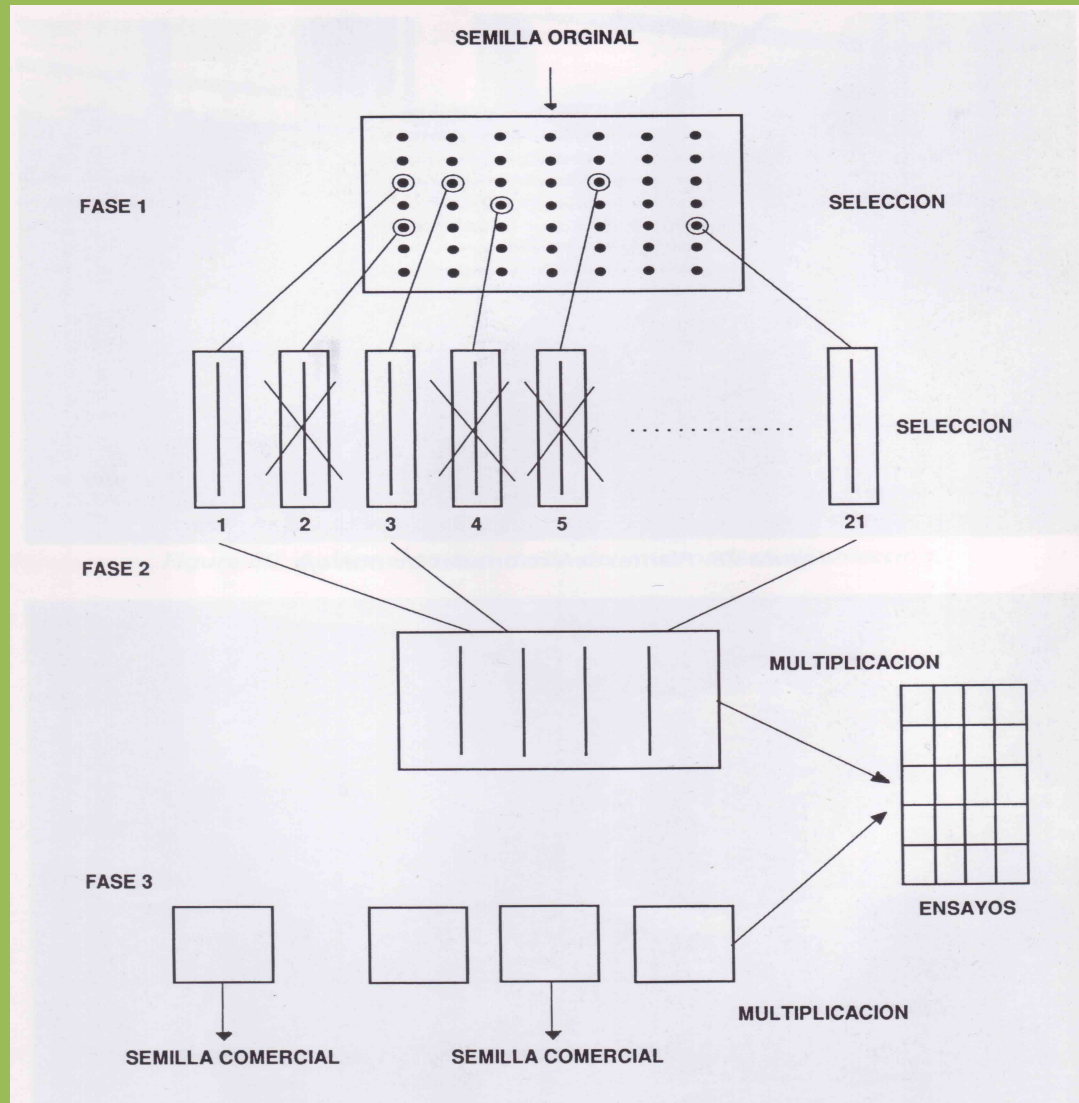 SEMILLA ORGINAL
FASE 1
SELECCION
SELECCION
1 2 3 4 5 21
FASE 2
MULTIPLICACION
FASE 3
ENSAYOS
MULTIPLICACION
SEMILLA COMERCIAL SEMILLA COMERCIAL